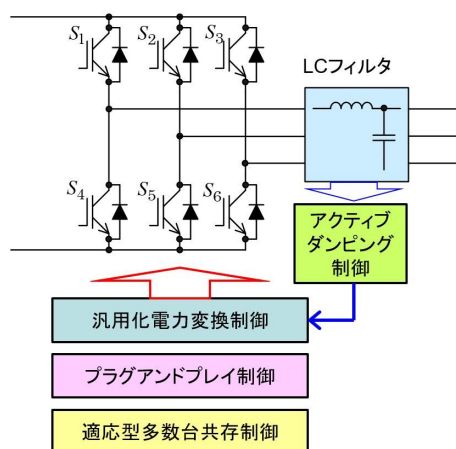 S1
S2
S3
LCフィルタ
S4
S5
S6
アクティブ
ダンピング
制御
汎用化電力変換制御
プラグアンドプレイ制御
適応型多数台共存制御